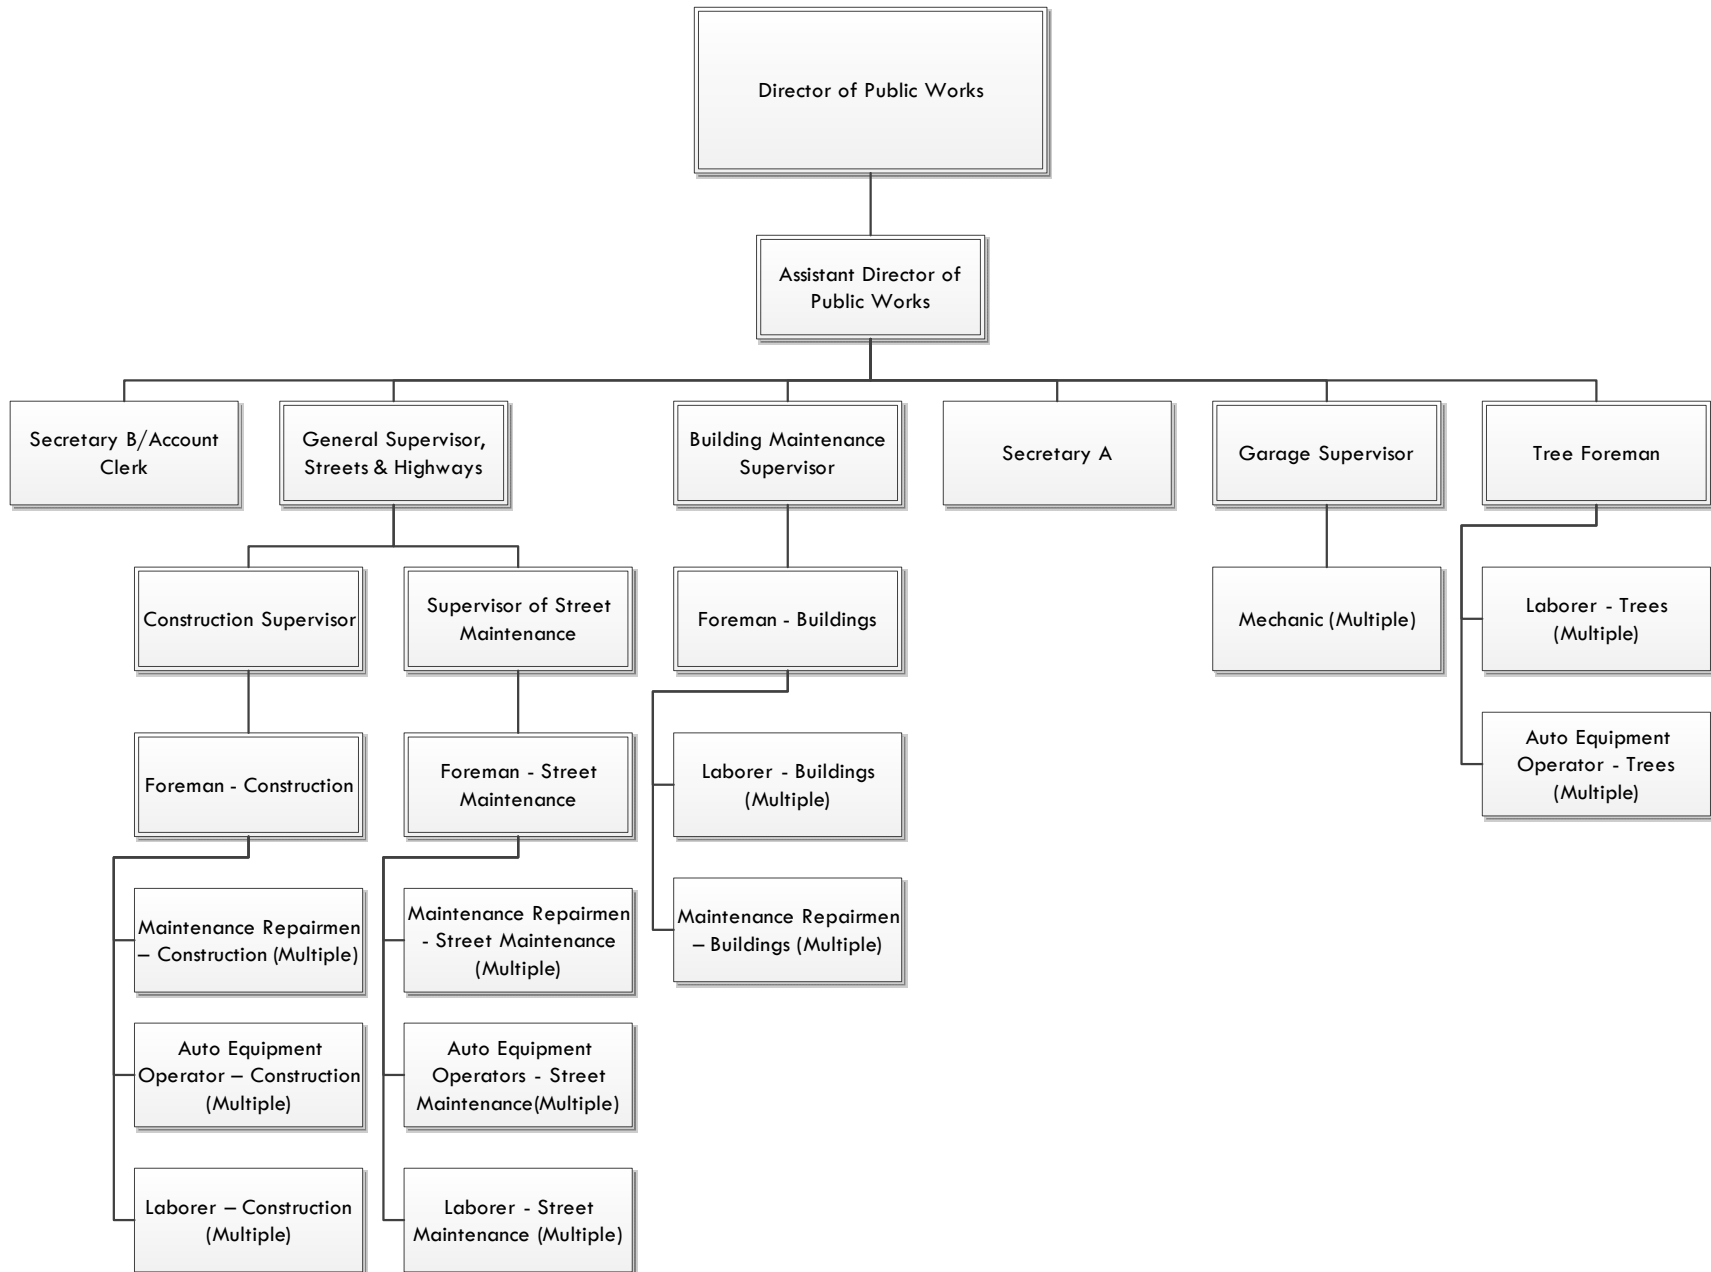 Director of Public Works
Assistant Director of
Public Works
Secretary B/Account
Clerk
General Supervisor,
Streets & Highways
Building Maintenance
Supervisor
Secretary A
Garage Supervisor
Tree Foreman
Construction Supervisor
Supervisor of Street
Maintenance
Foreman - Buildings
Mechanic (Multiple)
Laborer - Trees
(Multiple)
Foreman - Construction
Foreman - Street
Maintenance
Laborer - Buildings
(Multiple)
Auto Equipment
Operator - Trees
(Multiple)
Maintenance Repairmen
– Construction (Multiple)
Maintenance Repairmen
- Street Maintenance
(Multiple)
Maintenance Repairmen
– Buildings (Multiple)
Auto Equipment
Operator – Construction
(Multiple)
Auto Equipment
Operators - Street
Maintenance(Multiple)
Laborer – Construction
(Multiple)
Laborer - Street
Maintenance (Multiple)